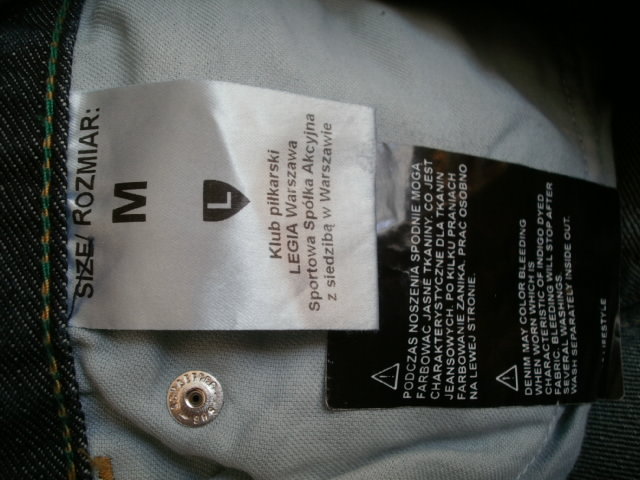 SIZE/ ROZMIAR:
M
L
Klub piłkarski
LEGIA Warszawa
Sportowa Spółka Akcyjna
z siedzibą w Warszawie
PODCZAS NOSZENIA SPODNIE MOGĄ
FARBOWAĆ JASNE TKANINY, CO JEST
CHARAKTERYSTYCZNE DLA TKANIN
JEANSOWYCH. PO KILKU PRANIACH
FARBOWANIE ZANIKA. PRAĆ OSOBNO
NA LEWEJ STRONIE.
DENIM MAY COLOR BLEEDING
WHEN WORN WHICH IS
CHARACTERISTIC OF INDIGO DYED
FABRIC, BLEEDING WILL STOP AFTER
SEVERAL WASHINGS.
WASH SEPARATELY INSIDE OUT.
LIFESTYLE